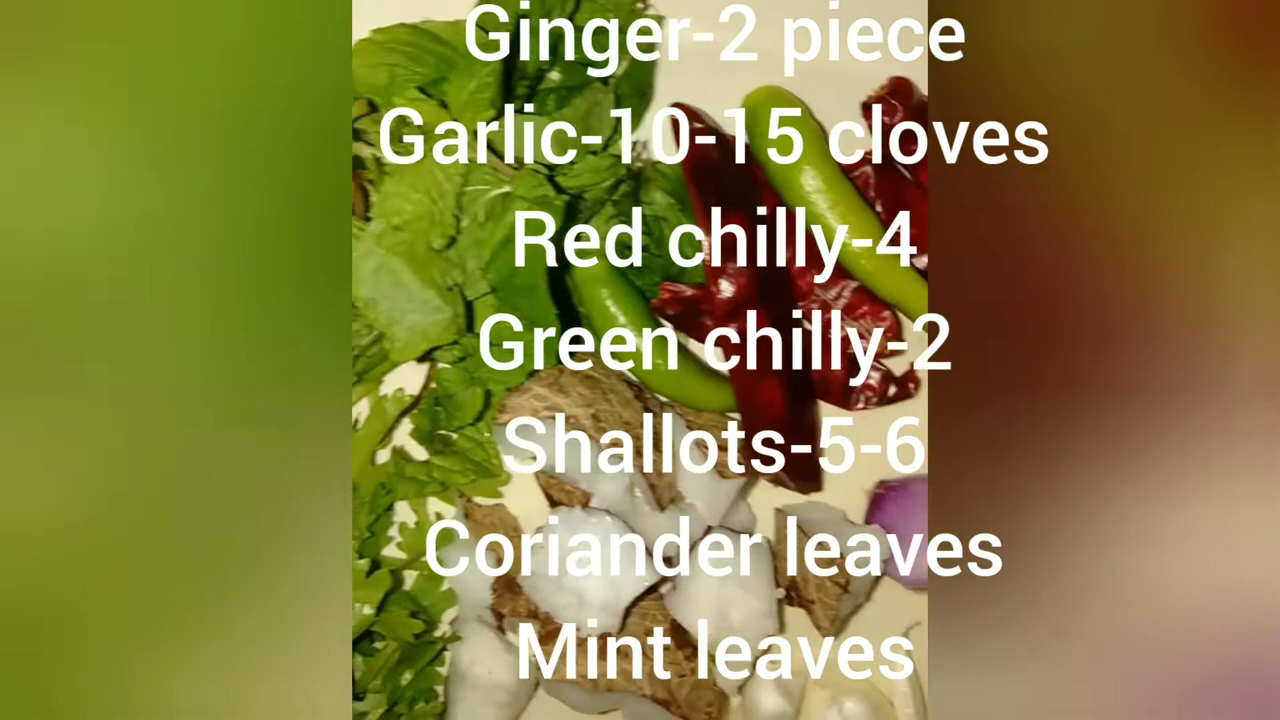 Ginger-2 piece
Garlic-10-15 cloves
Red chilly-4
Green chilly-2
Shallots-5-6
Coriander leaves
Mint leaves